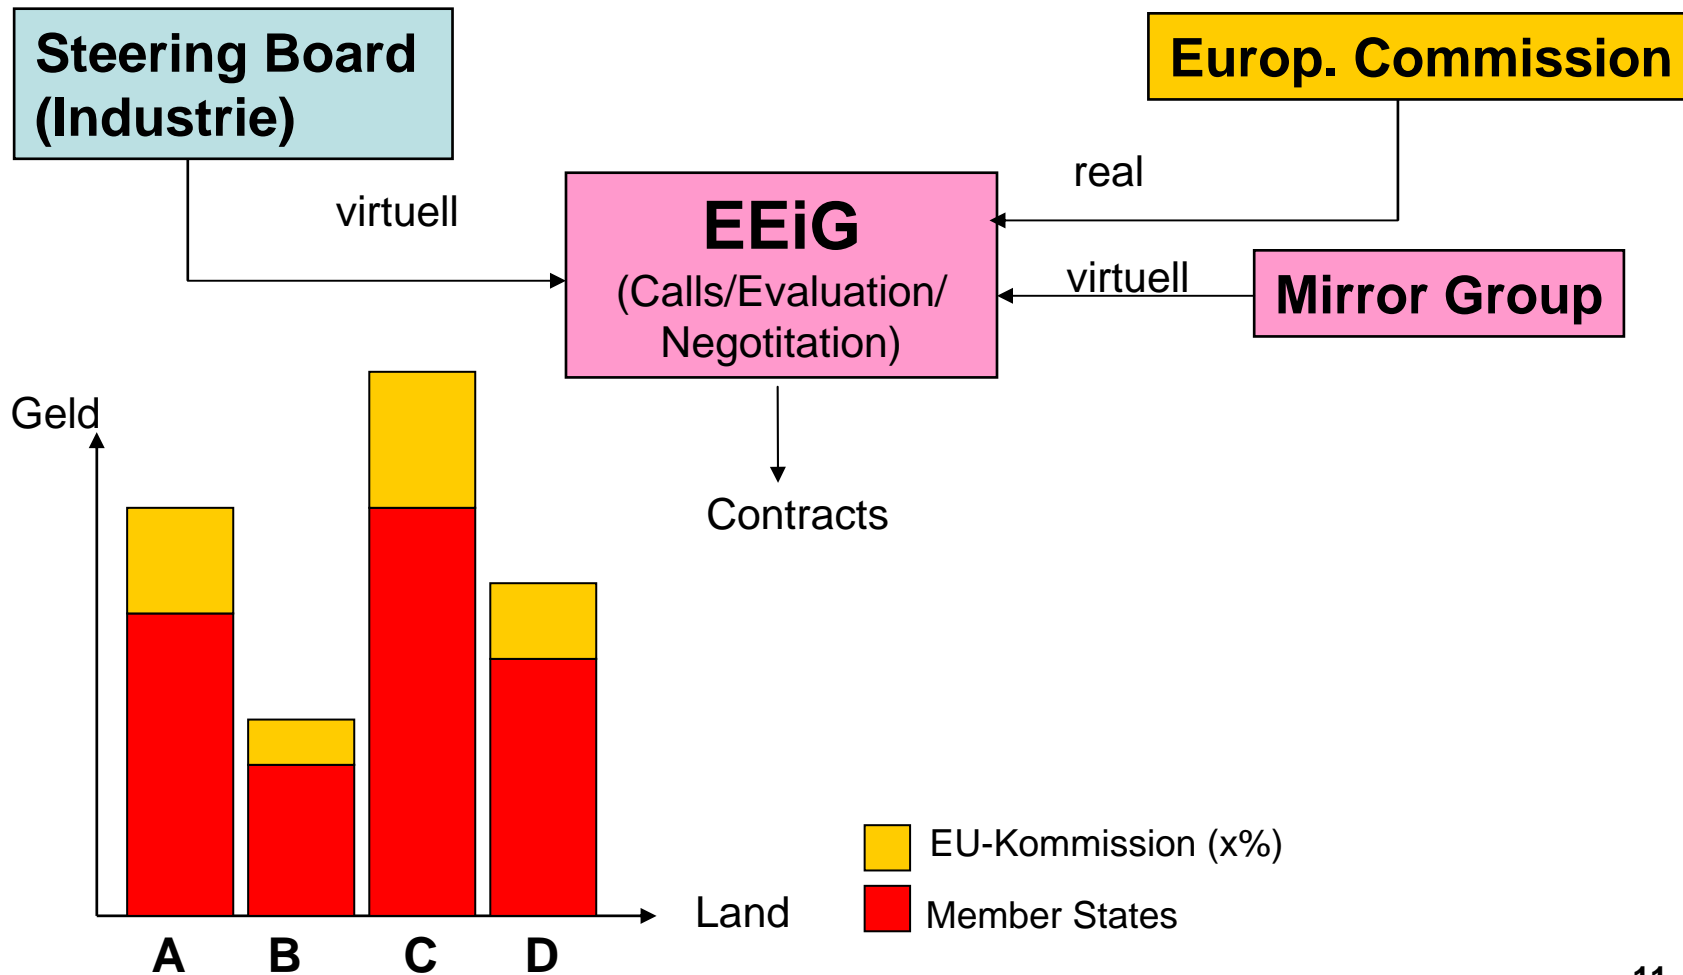 Steering Board
(Industrie)
Europ. Commission
real
virtuell
EEiG
(Calls/Evaluation/
Negotitation)
virtuell
Mirror Group
Geld
Contracts
EU-Kommission (x%)
Land
Member States
A B C D
11